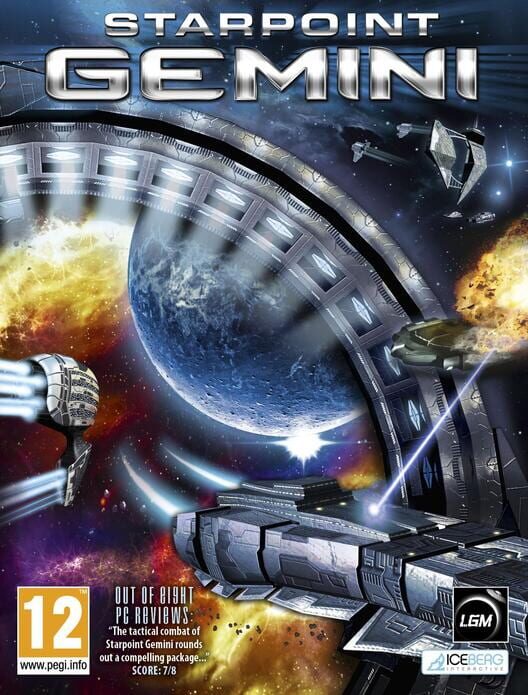 STARPOINT
GEMINI
12
www.pegi.info
OUT OF EIGHT
PC REVIEWS:
"The tactical combat of
Starpoint Gemini rounds
out a compelling package..."
SCORE: 7/8
LGM
ICEBERG
INTERACTIVE